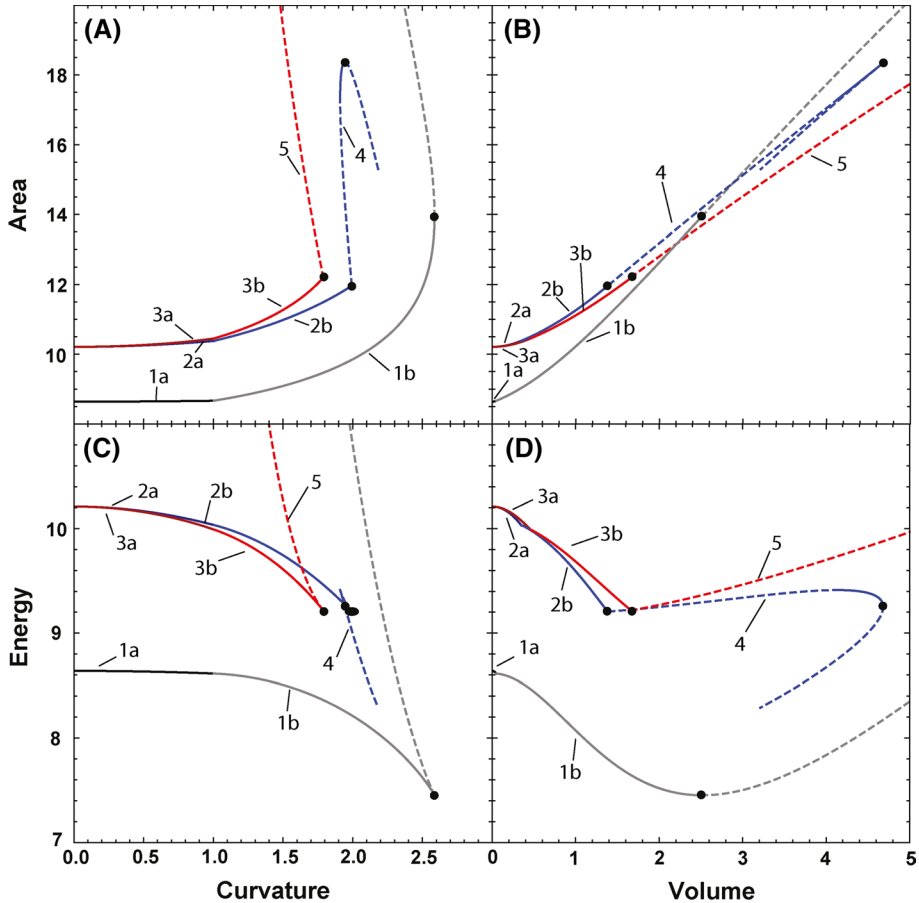 (A)
(B)
18
16
14
12
10
Area
5
4
3b
3a
2a
2b
1a
1b
4
5
3b
2b
2a
3a
1a
1b
(C)
(D)
10
9
8
7
Energy
2a
2b
5
3a
3b
4
1a
1b
3a
3b
2a
2b
5
4
1a
1b
0.0 0.5 1.0 1.5 2.0 2.5
0 1 2 3 4 5
Curvature
Volume